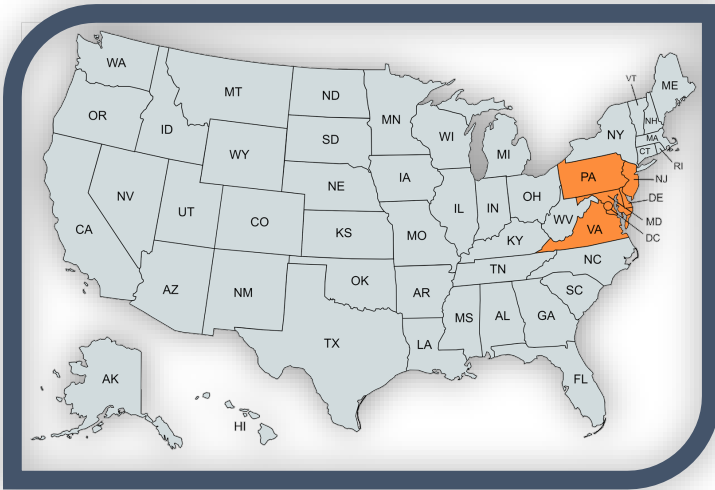 WA
MT
ND
MN
VT
ME
OR
ID
SD
WI
NY
NH
MA
CT
RI
WY
MI
NV
NE
IA
PA
NJ
UT
CO
IL
IN
OH
DE
CA
KS
MO
WV
VA
MD
KY
DC
AZ
NM
OK
AR
TN
NC
SC
TX
LA
MS
AL
GA
AK
HI
FL